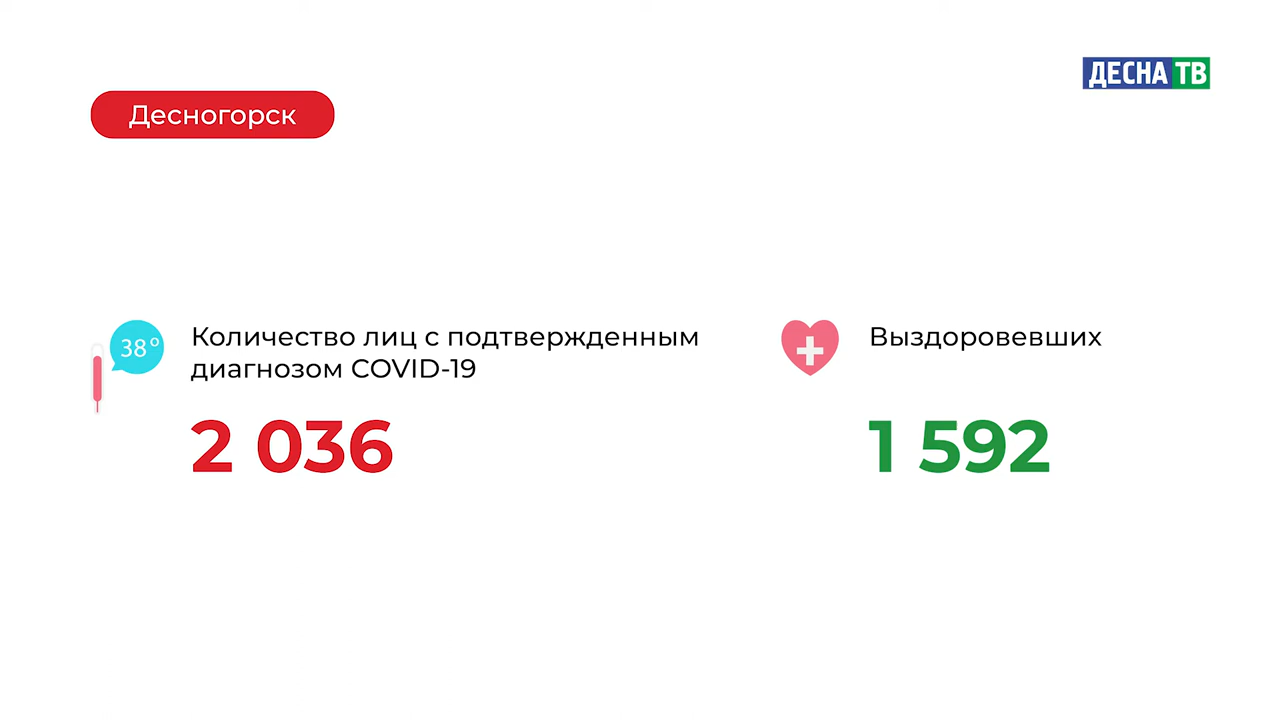 ДЕСНА ТВ
Десногорск
38°
Количество лиц с подтвержденным
диагнозом COVID-19
2 036
Выздоровевших
1 592